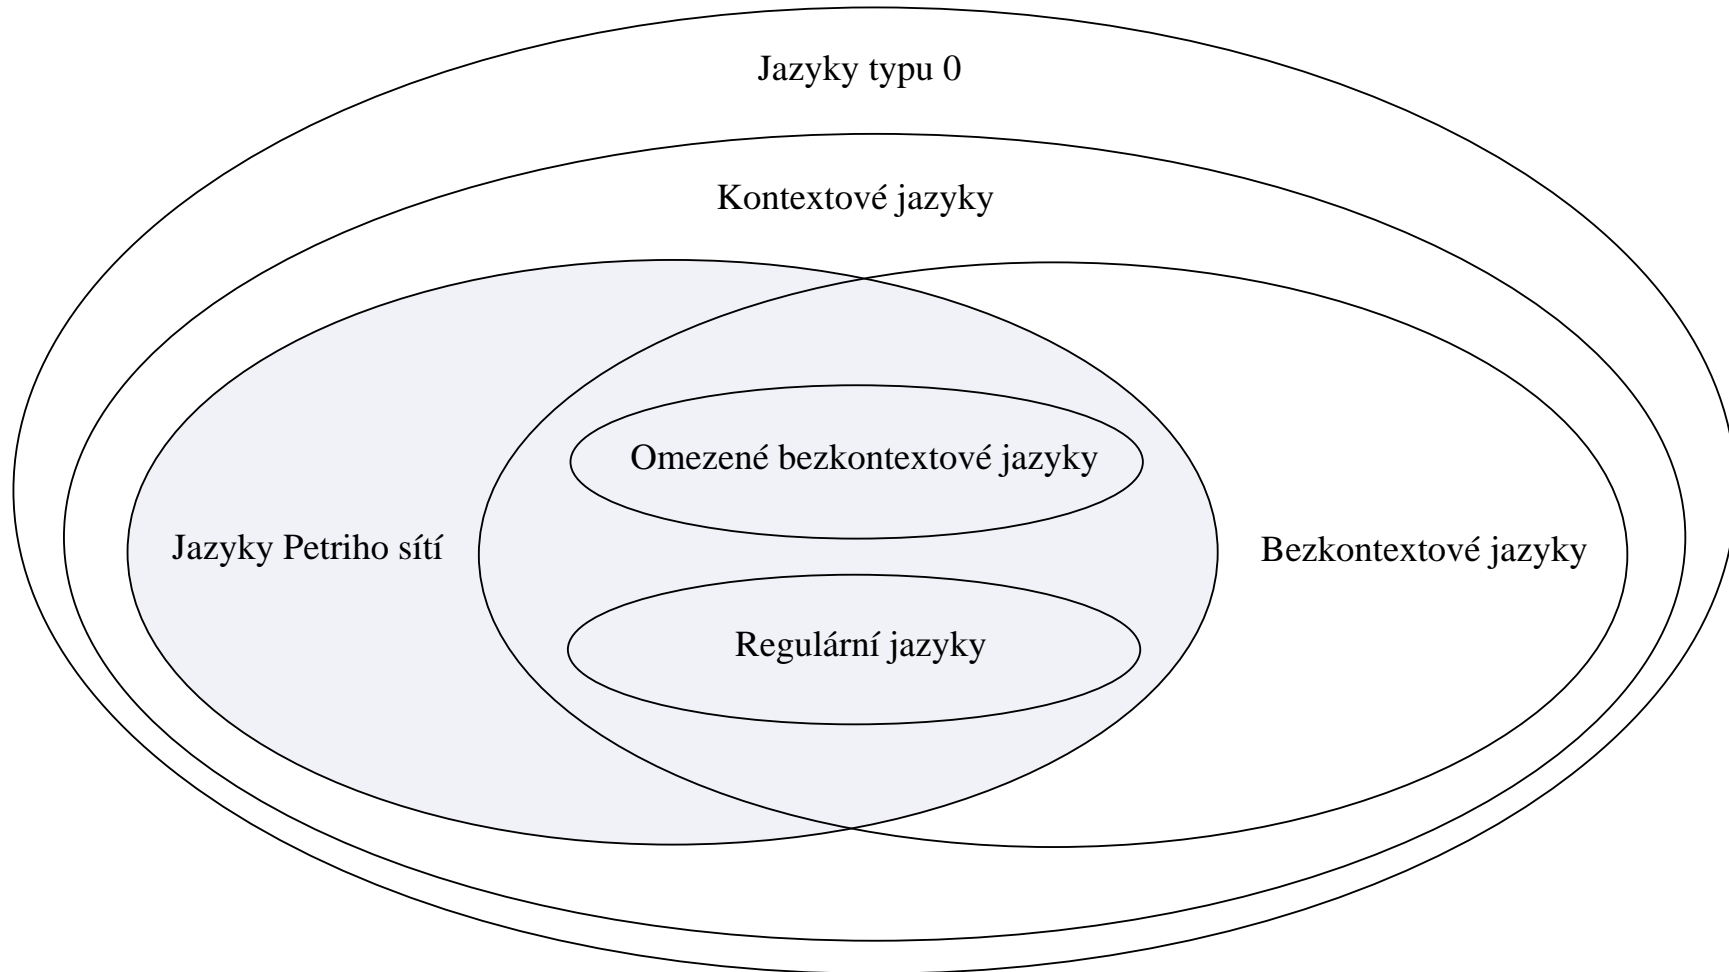 Jazyky typu 0
Kontextové jazyky
Omezené bezkontextové jazyky
Jazyky Petriho sítí
Bezkontextové jazyky
Regulární jazyky